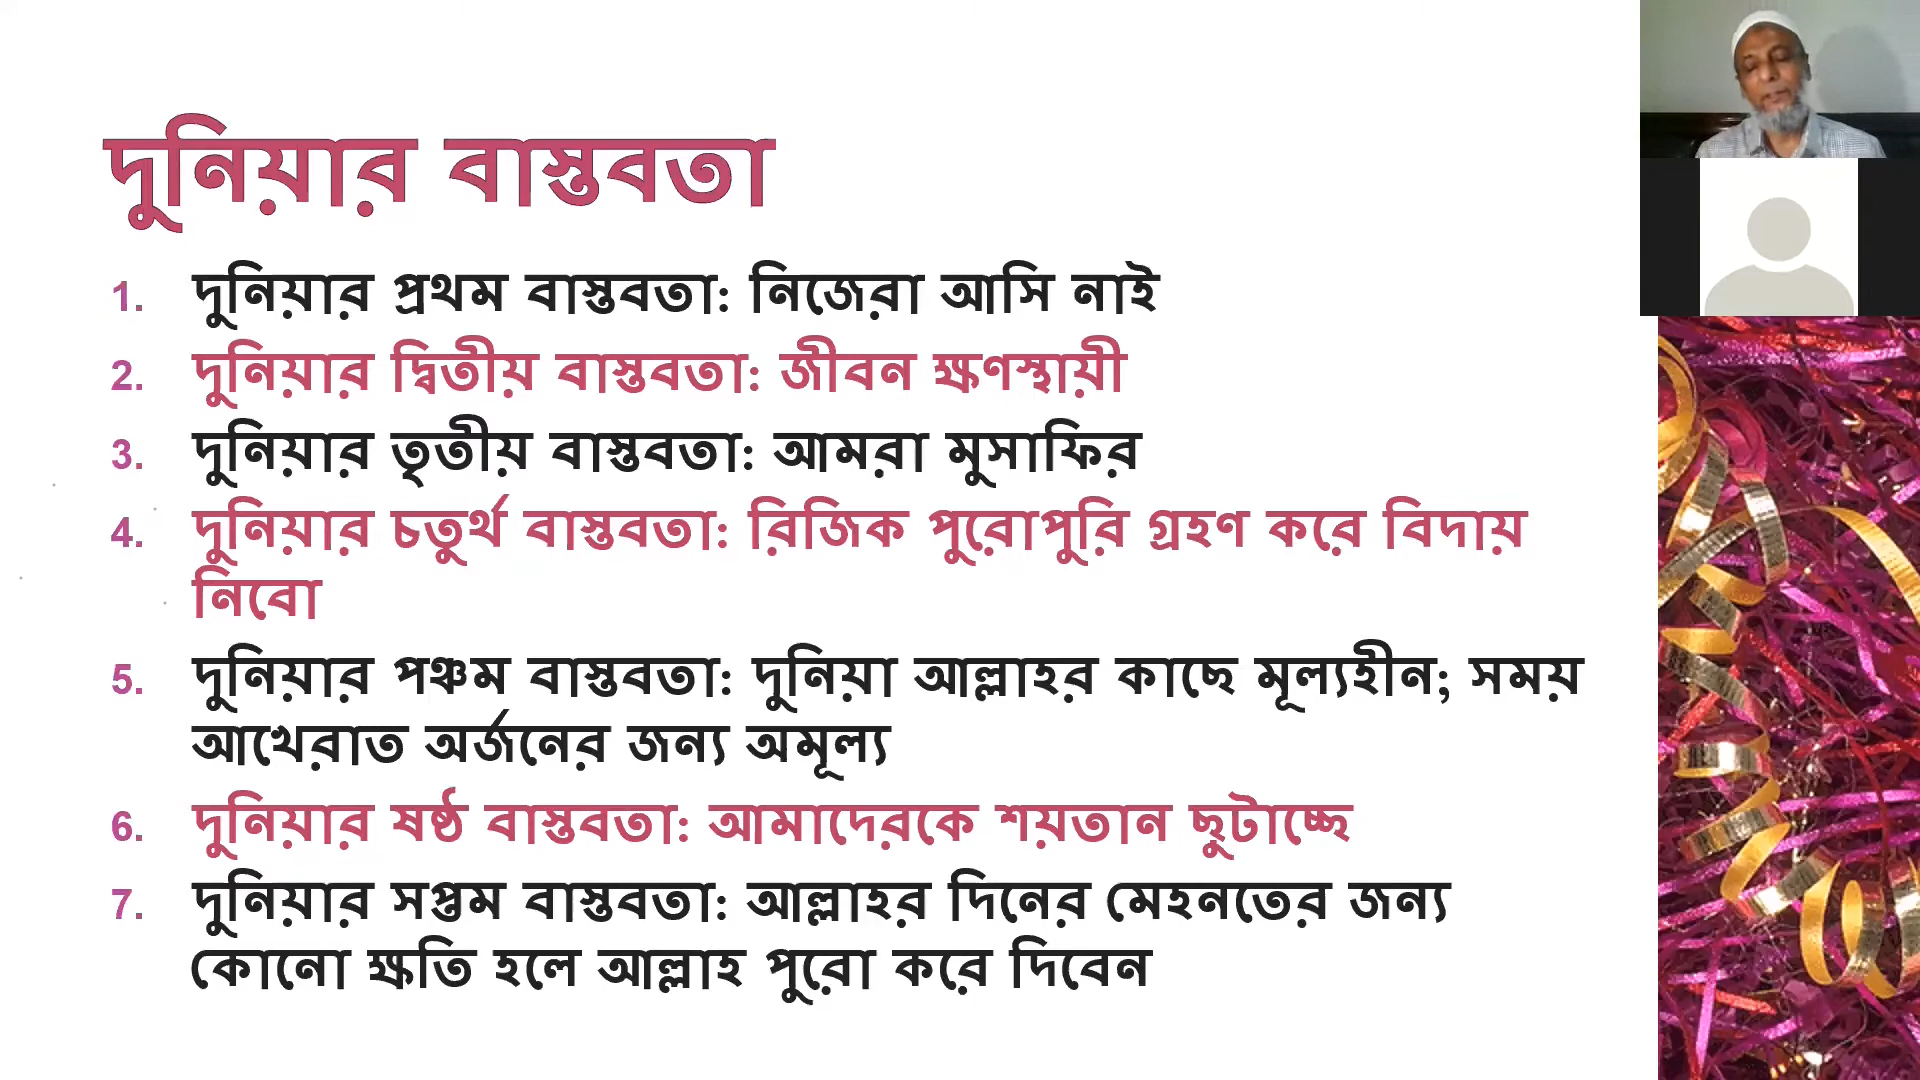 দুনিয়ার বাস্তবতা
1. দুনিয়ার প্রথম বাস্তবতা: নিজেরা আসি নাই
2. দুনিয়ার দ্বিতীয় বাস্তবতা: জীবন ক্ষণস্থায়ী
3. দুনিয়ার তৃতীয় বাস্তবতা: আমরা মুসাফির
4. দুনিয়ার চতুর্থ বাস্তবতা: রিজিক পুরোপুরি গ্রহণ করে বিদায়
নিবো
5. দুনিয়ার পঞ্চম বাস্তবতা: দুনিয়া আল্লাহর কাছে মূল্যহীন; সময়
আখেরাত অর্জনের জন্য অমূল্য
6. দুনিয়ার ষষ্ঠ বাস্তবতা: আমাদেরকে শয়তান ছুটাচ্ছে
7. দুনিয়ার সপ্তম বাস্তবতা: আল্লাহর দিনের মেহনতের জন্য
কোনো ক্ষতি হলে আল্লাহ পুরো করে দিবেন